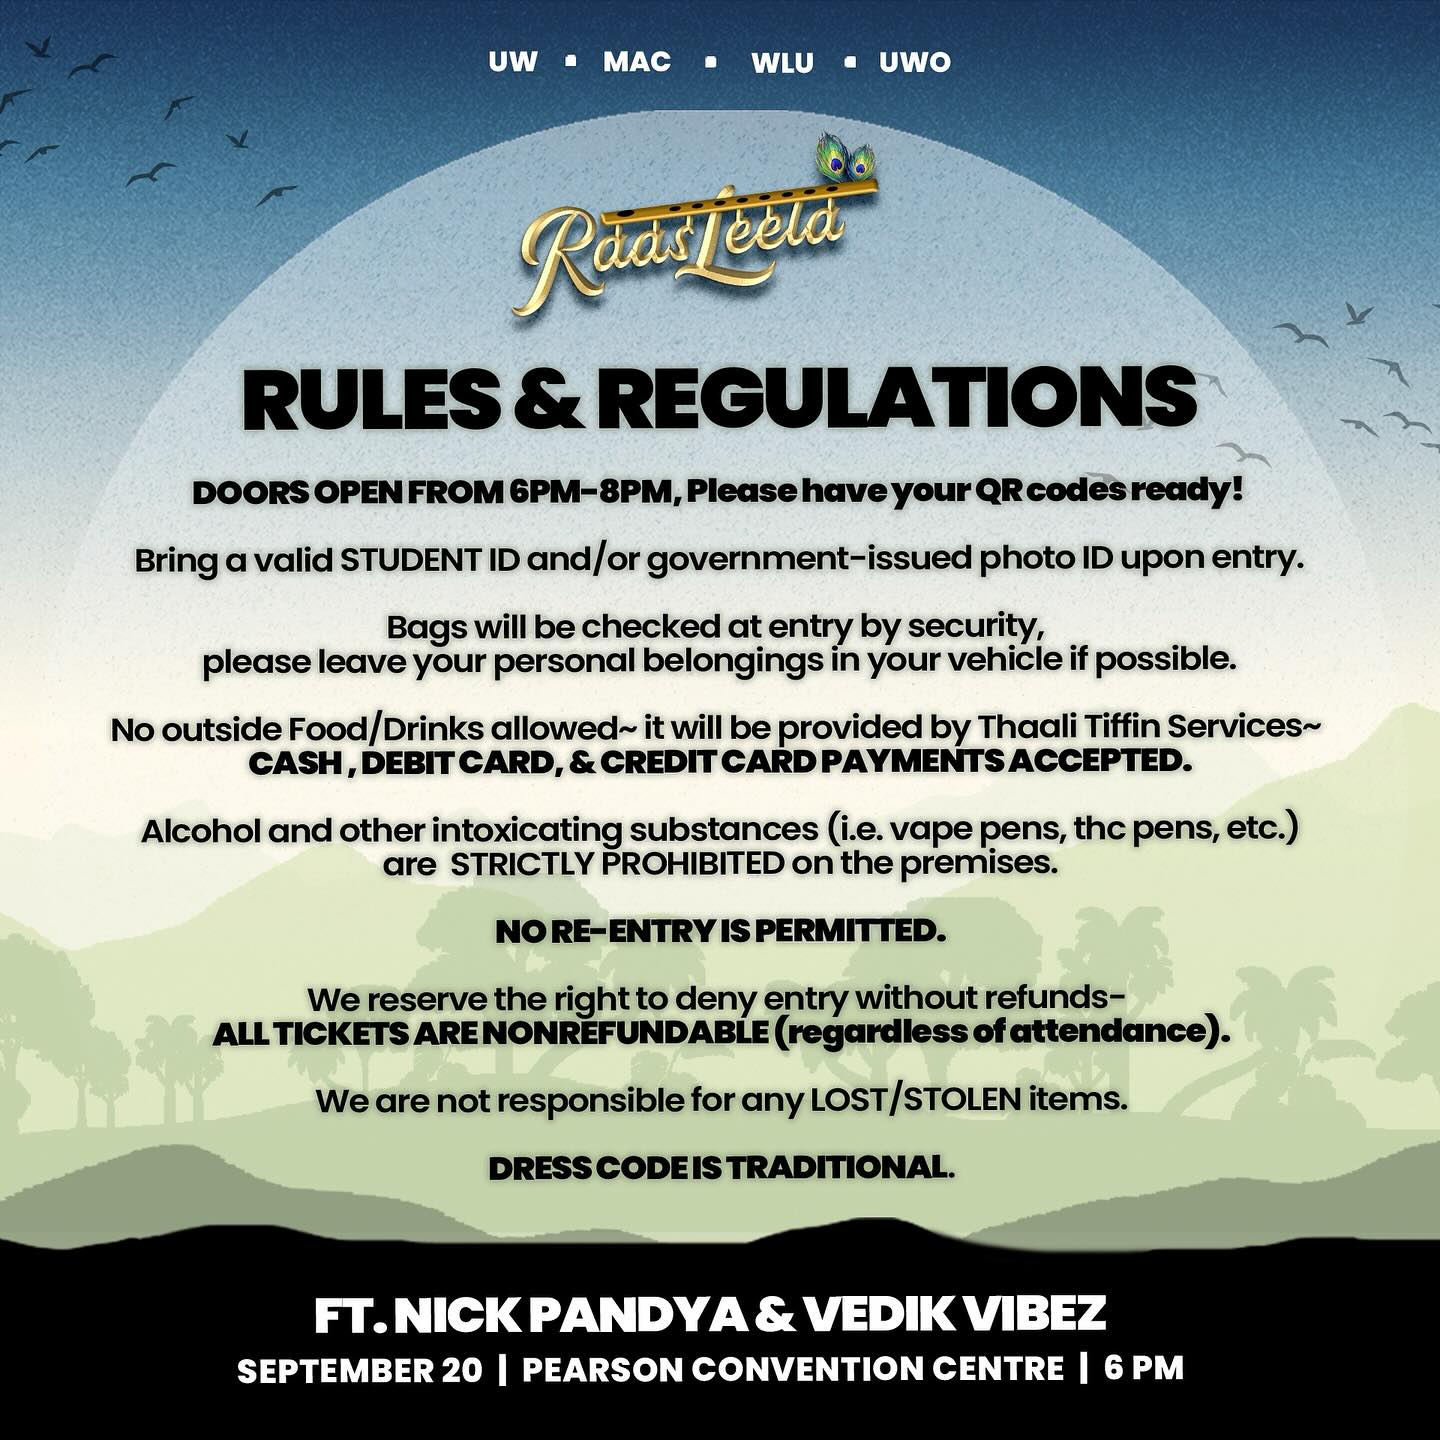 UW ▪ MAC ▪ WLU ▪ UWO
RaasLeela
RULES & REGULATIONS
DOORS OPEN FROM 6PM-8PM, Please have your QR codes ready!
Bring a valid STUDENT ID and/or government-issued photo ID upon entry.
Bags will be checked at entry by security,
please leave your personal belongings in your vehicle if possible.
No outside Food/Drinks allowed~ it will be provided by Thaali Tiffin Services~
CASH , DEBIT CARD, & CREDIT CARD PAYMENTS ACCEPTED.
Alcohol and other intoxicating substances (i.e. vape pens, thc pens, etc.)
are STRICTLY PROHIBITED on the premises.
NO RE-ENTRY IS PERMITTED.
We reserve the right to deny entry without refunds-
ALL TICKETS ARE NONREFUNDABLE (regardless of attendance).
We are not responsible for any LOST/STOLEN items.
DRESS CODE IS TRADITIONAL.
FT. NICK PANDYA & VEDIK VIBEZ
SEPTEMBER 20 | PEARSON CONVENTION CENTRE | 6 PM